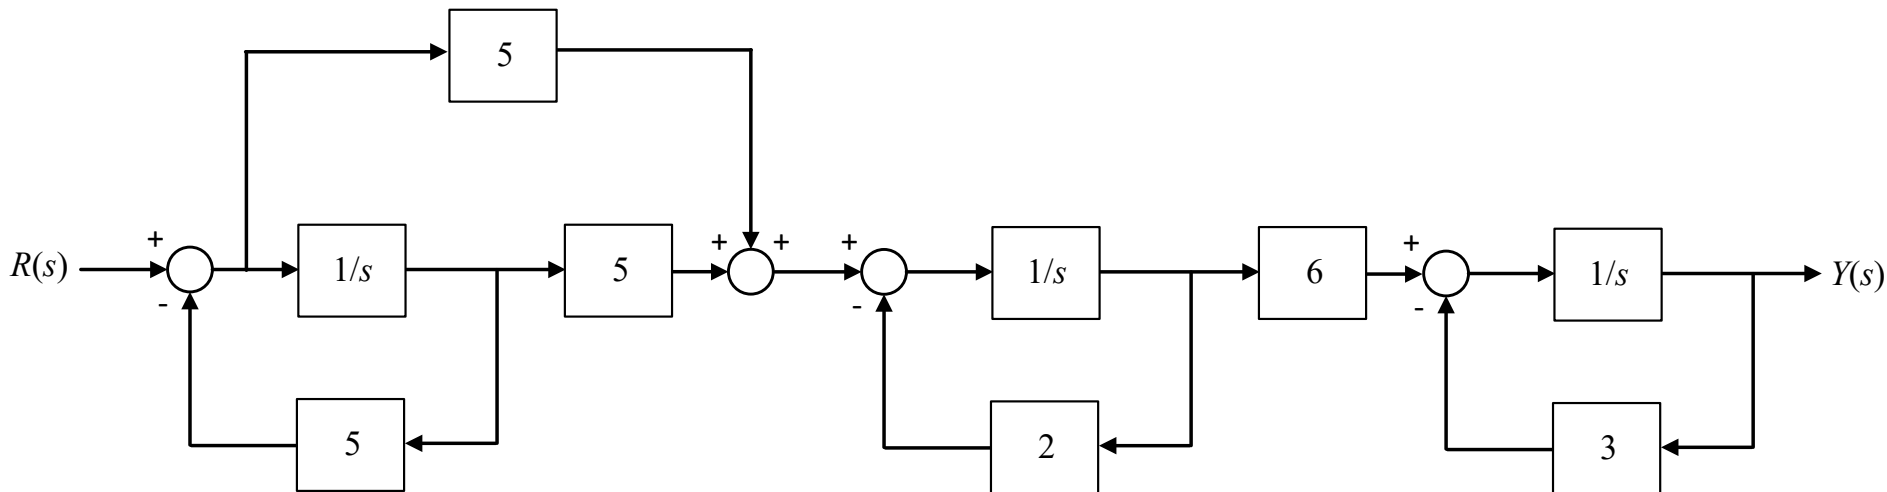 5
+ + + + +
R(s) 1/s 5 1/s 6 1/s Y(s)
- - -
5 2 3